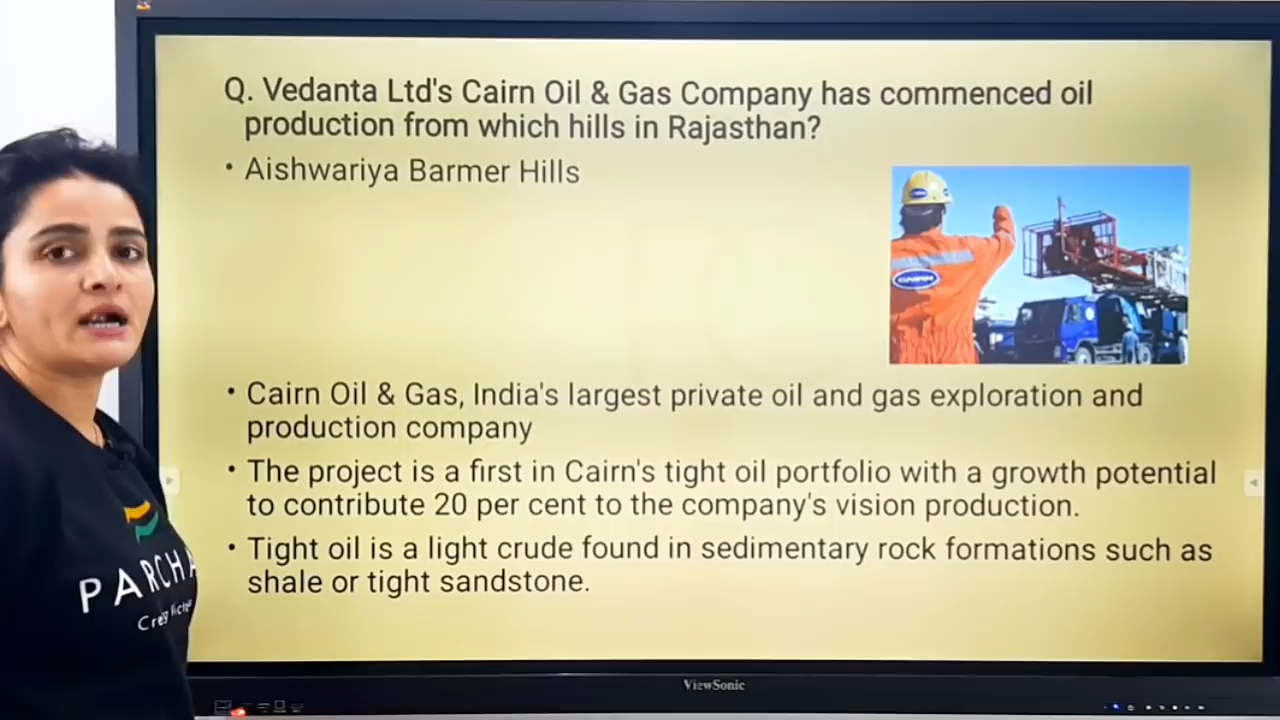 Q. Vedanta Ltd's Cairn Oil & Gas Company has commenced oil
production from which hills in Rajasthan?
• Aishwariya Barmer Hills
CAIRN
• Cairn Oil & Gas, India's largest private oil and gas exploration and
production company
• The project is a first in Cairn's tight oil portfolio with a growth potential
to contribute 20 per cent to the company's vision production.
• Tight oil is a light crude found in sedimentary rock formations such as
shale or tight sandstone.
PARCHA
ViewSonic